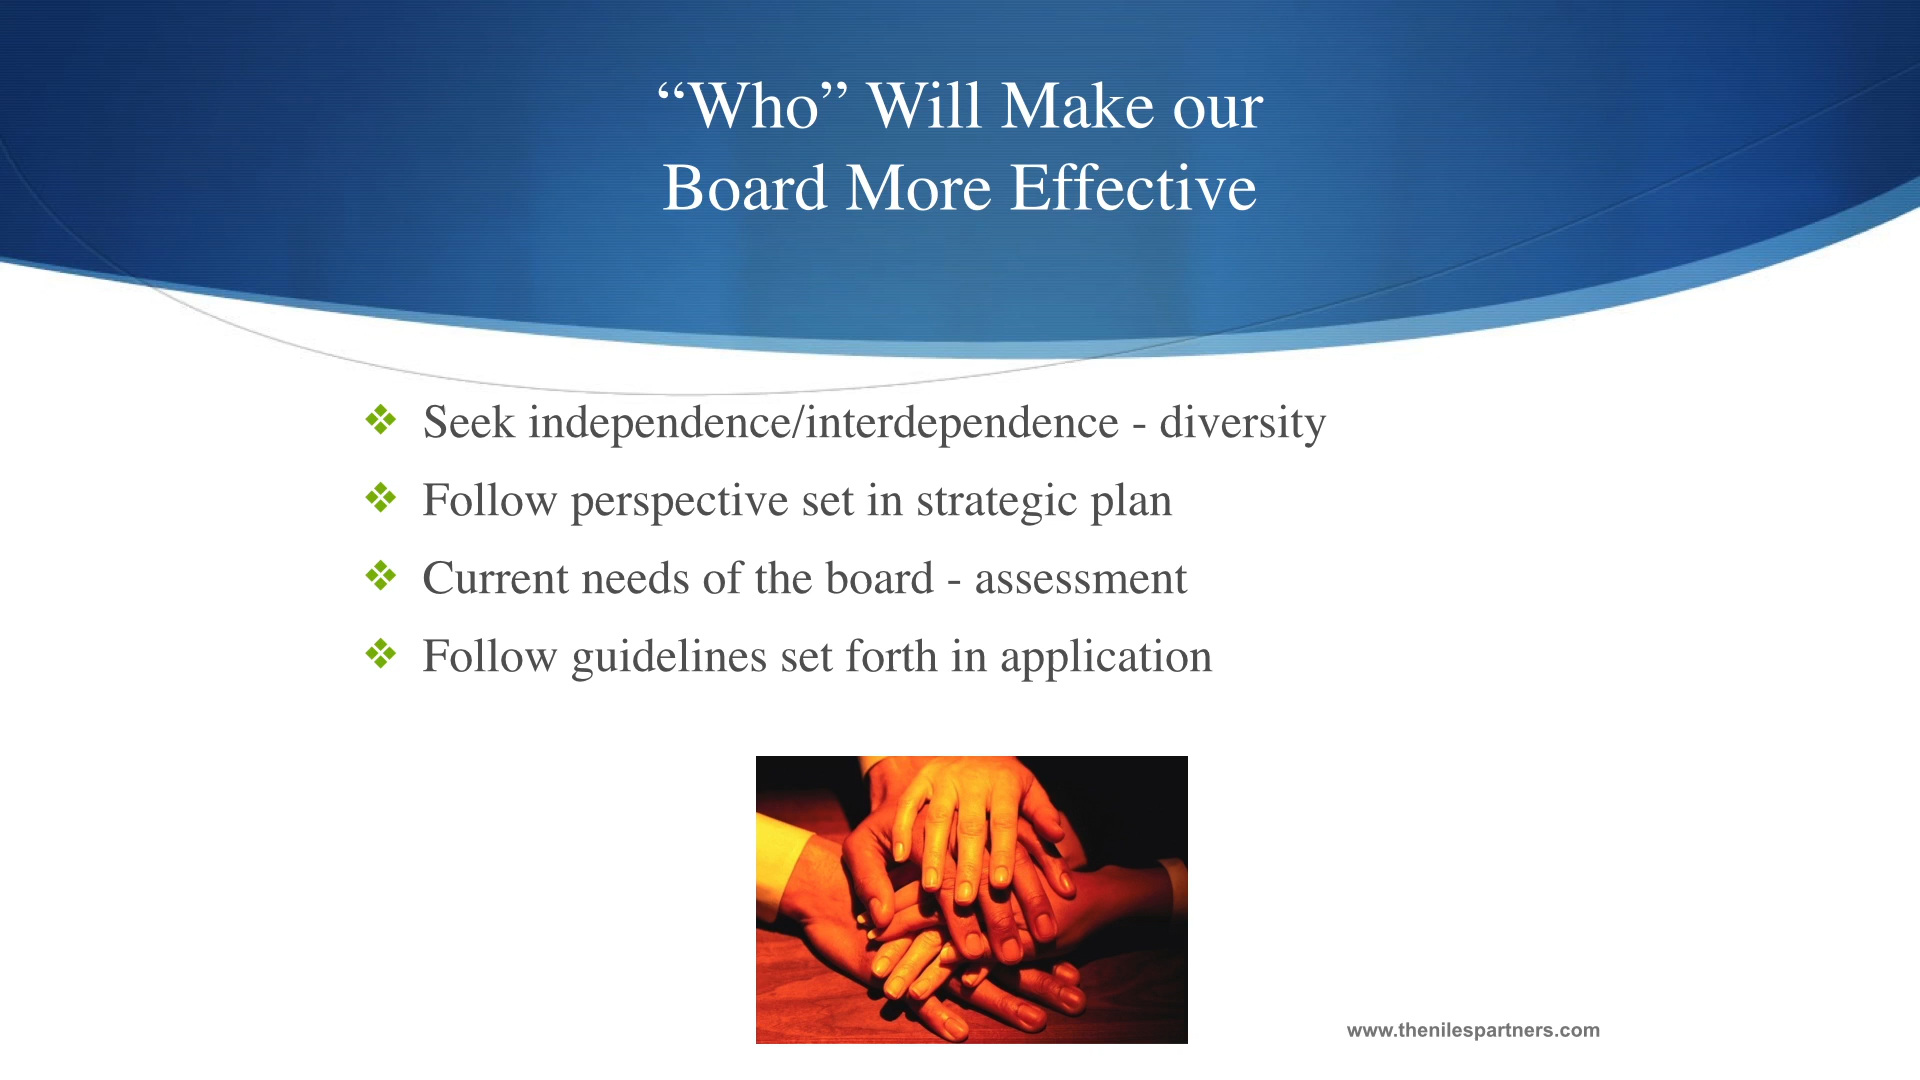 “Who” Will Make our
Board More Effective
❖ Seek independence/interdependence - diversity
❖ Follow perspective set in strategic plan
❖ Current needs of the board - assessment
❖ Follow guidelines set forth in application
www.thenilespartners.com